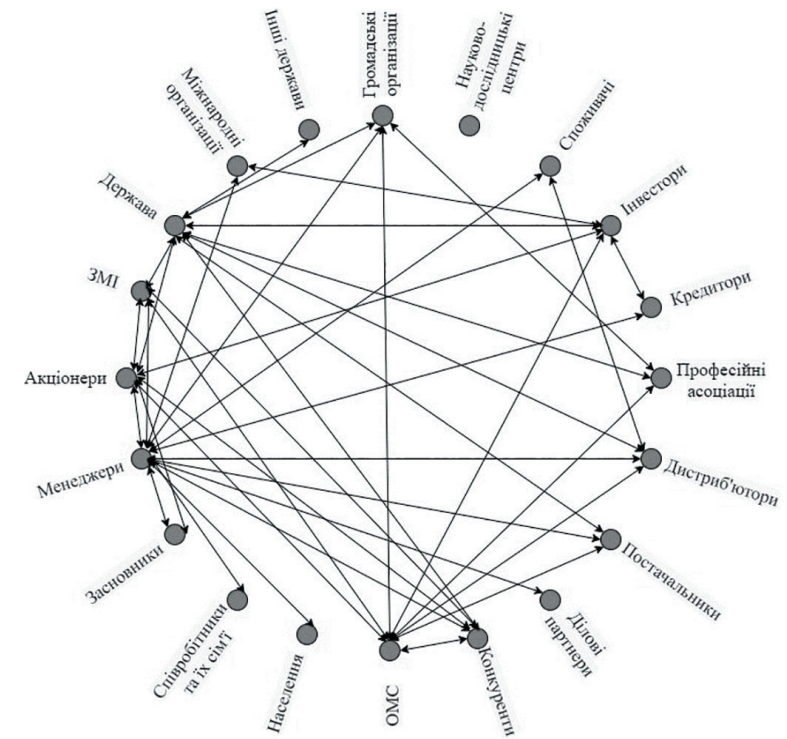 Громадські
організації
Науково-
дослідницькі
центри
Споживачі
Інвестори
Кредитори
Професійні
асоціації
Дистриб'ютори
Постачальники
Ділові
партнери
Конкуренти
ОМС
Населення
Співробітники
та їх сім'ї
Засновники
Менеджери
Акціонери
ЗМІ
Держава
Міжнародні
організації
Інші держави